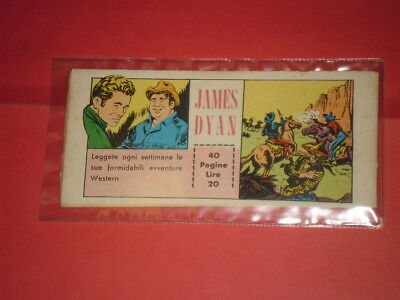 JAMES
DYAN
Leggete ogni settimana le
sue formidabili avventure
Western
40
Pagine
Lire
20